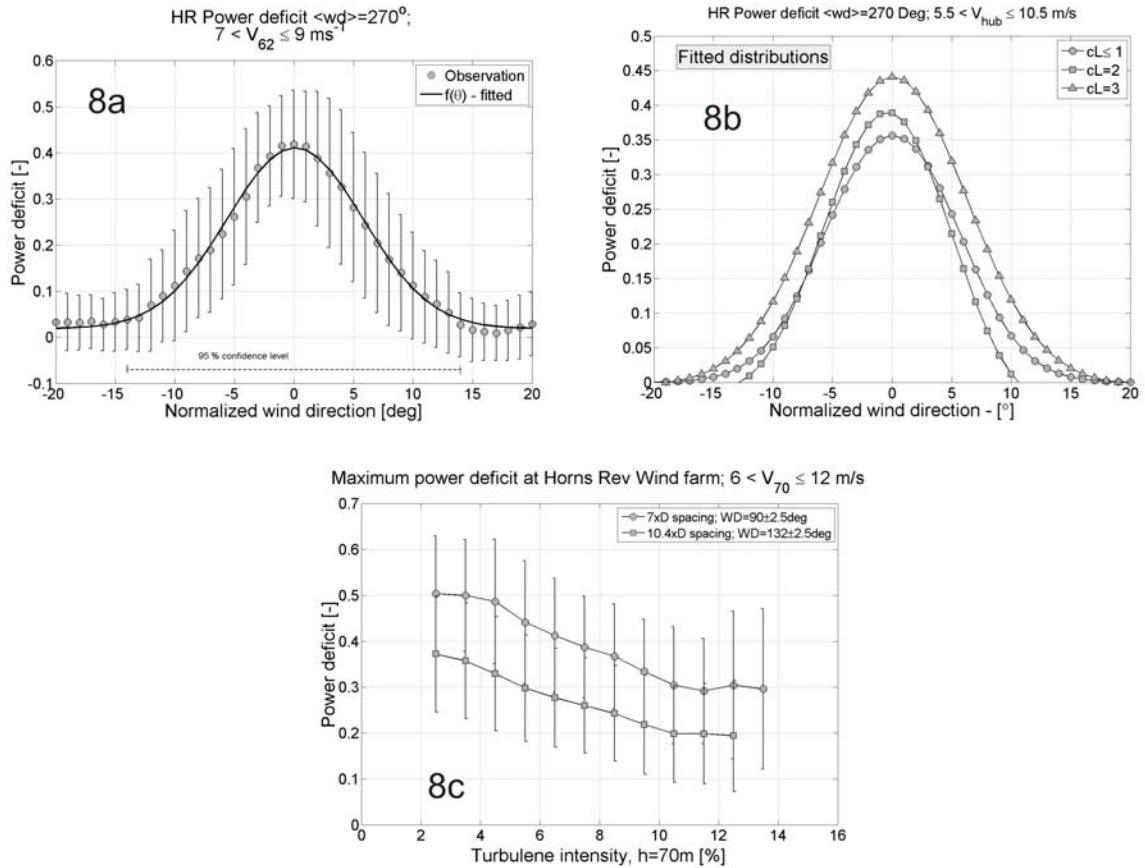 HR Power deficit <wd>=270°;
7 < V62 ≤ 9 ms-1
8a
Observation
f(θ) - fitted
Power deficit [-]
0.6
0.5
0.4
0.3
0.2
0.1
0
-0.1
95 % confidence level
-20 -15 -10 -5 0 5 10 15 20
Normalized wind direction [deg]
HR Power deficit <wd>=270 Deg; 5.5 < Vhub ≤ 10.5 m/s
Fitted distributions
8b
cL≤ 1
cL=2
cL=3
Power deficit [-]
0.45
0.4
0.35
0.3
0.25
0.2
0.15
0.1
0.05
0
-20 -15 -10 -5 0 5 10 15 20
Normalized wind direction - [°]
Maximum power deficit at Horns Rev Wind farm; 6 < V70 ≤ 12 m/s
7xD spacing; WD=90±2.5deg
10.4xD spacing; WD=132±2.5deg
Power deficit [-]
0.7
0.6
0.5
0.4
0.3
0.2
0.1
0
8c
0 2 4 6 8 10 12 14 16
Turbulene intensity, h=70m [%]